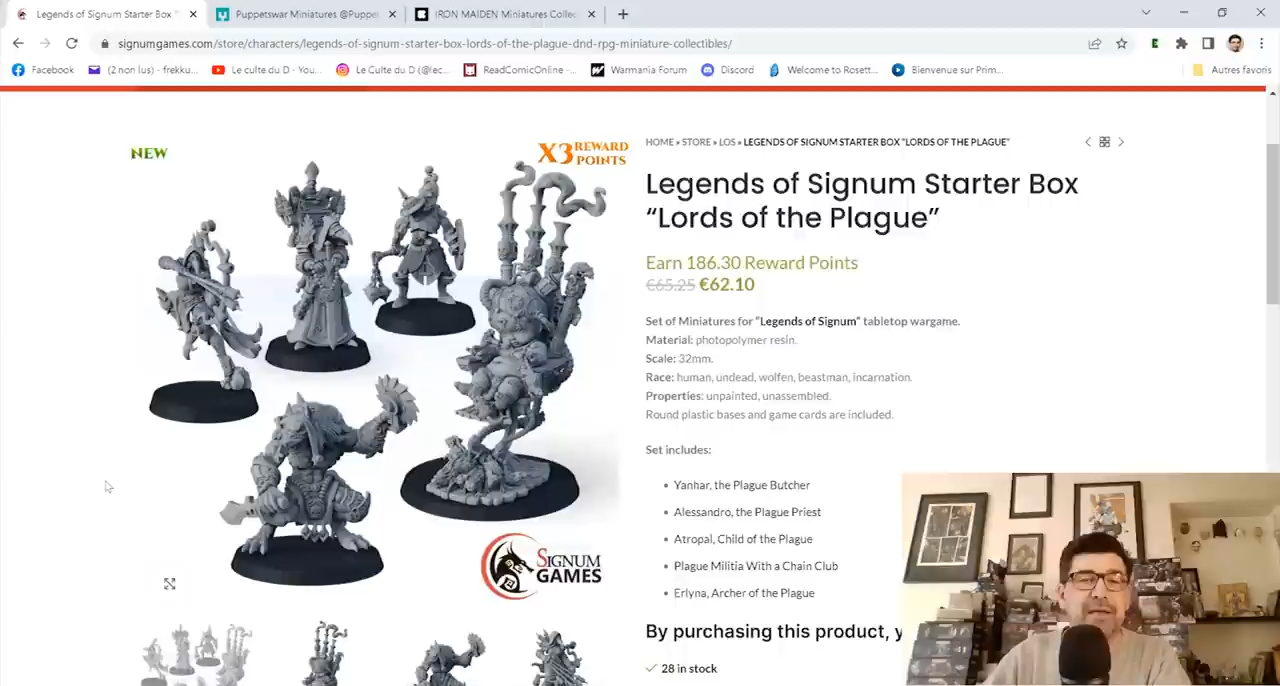 Legends of Signum Starter Box "
Puppetswar Miniatures @Puppe
IRON MAIDEN Miniatures Collec
signumgames.com/store/characters/legends-of-signum-starter-box-lords-of-the-plague-dnd-rpg-miniature-collectibles/
Facebook
(2 non lus) - frekku...
Le culte du D - You...
Le Culte du D (@lec...
ReadComicOnline -...
Warmania Forum
Discord
Welcome to Rosett...
Bienvenue sur Prim...
Autres favoris
NEW
X3 REWARD
POINTS
HOME » STORE » LOS » LEGENDS OF SIGNUM STARTER BOX "LORDS OF THE PLAGUE"
Legends of Signum Starter Box
“Lords of the Plague”
Earn 186.30 Reward Points
€65.25 €62.10
Set of Miniatures for “Legends of Signum” tabletop wargame.
Material: photopolymer resin.
Scale: 32mm.
Race: human, undead, wolfen, beastman, incarnation.
Properties: unpainted, unassembled.
Round plastic bases and game cards are included.
Set includes:
Yanhar, the Plague Butcher
Alessandro, the Plague Priest
Atropal, Child of the Plague
Plague Militia With a Chain Club
Erlyna, Archer of the Plague
SIGNUM
GAMES
By purchasing this product, y
28 in stock